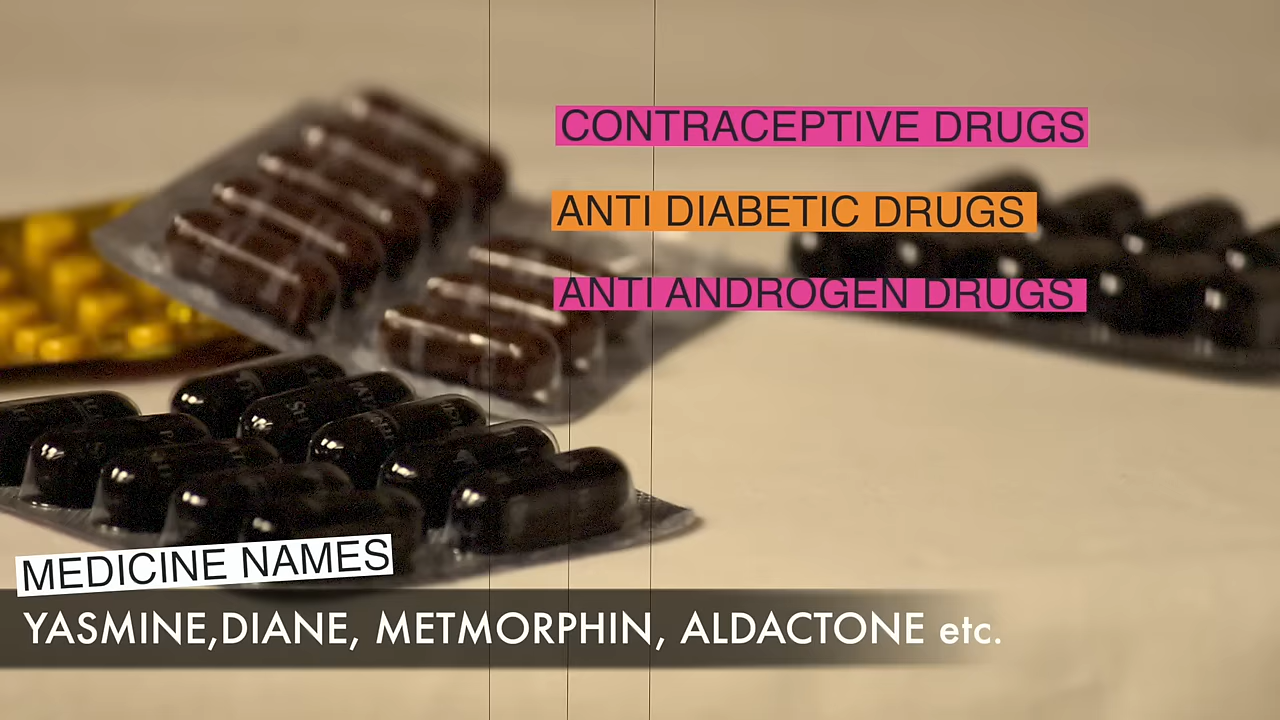 CONTRACEPTIVE DRUGS
ANTI DIABETIC DRUGS
ANTI ANDROGEN DRUGS
MEDICINE NAMES
YASMINE,DIANE, METMORPHIN, ALDACTONE etc.